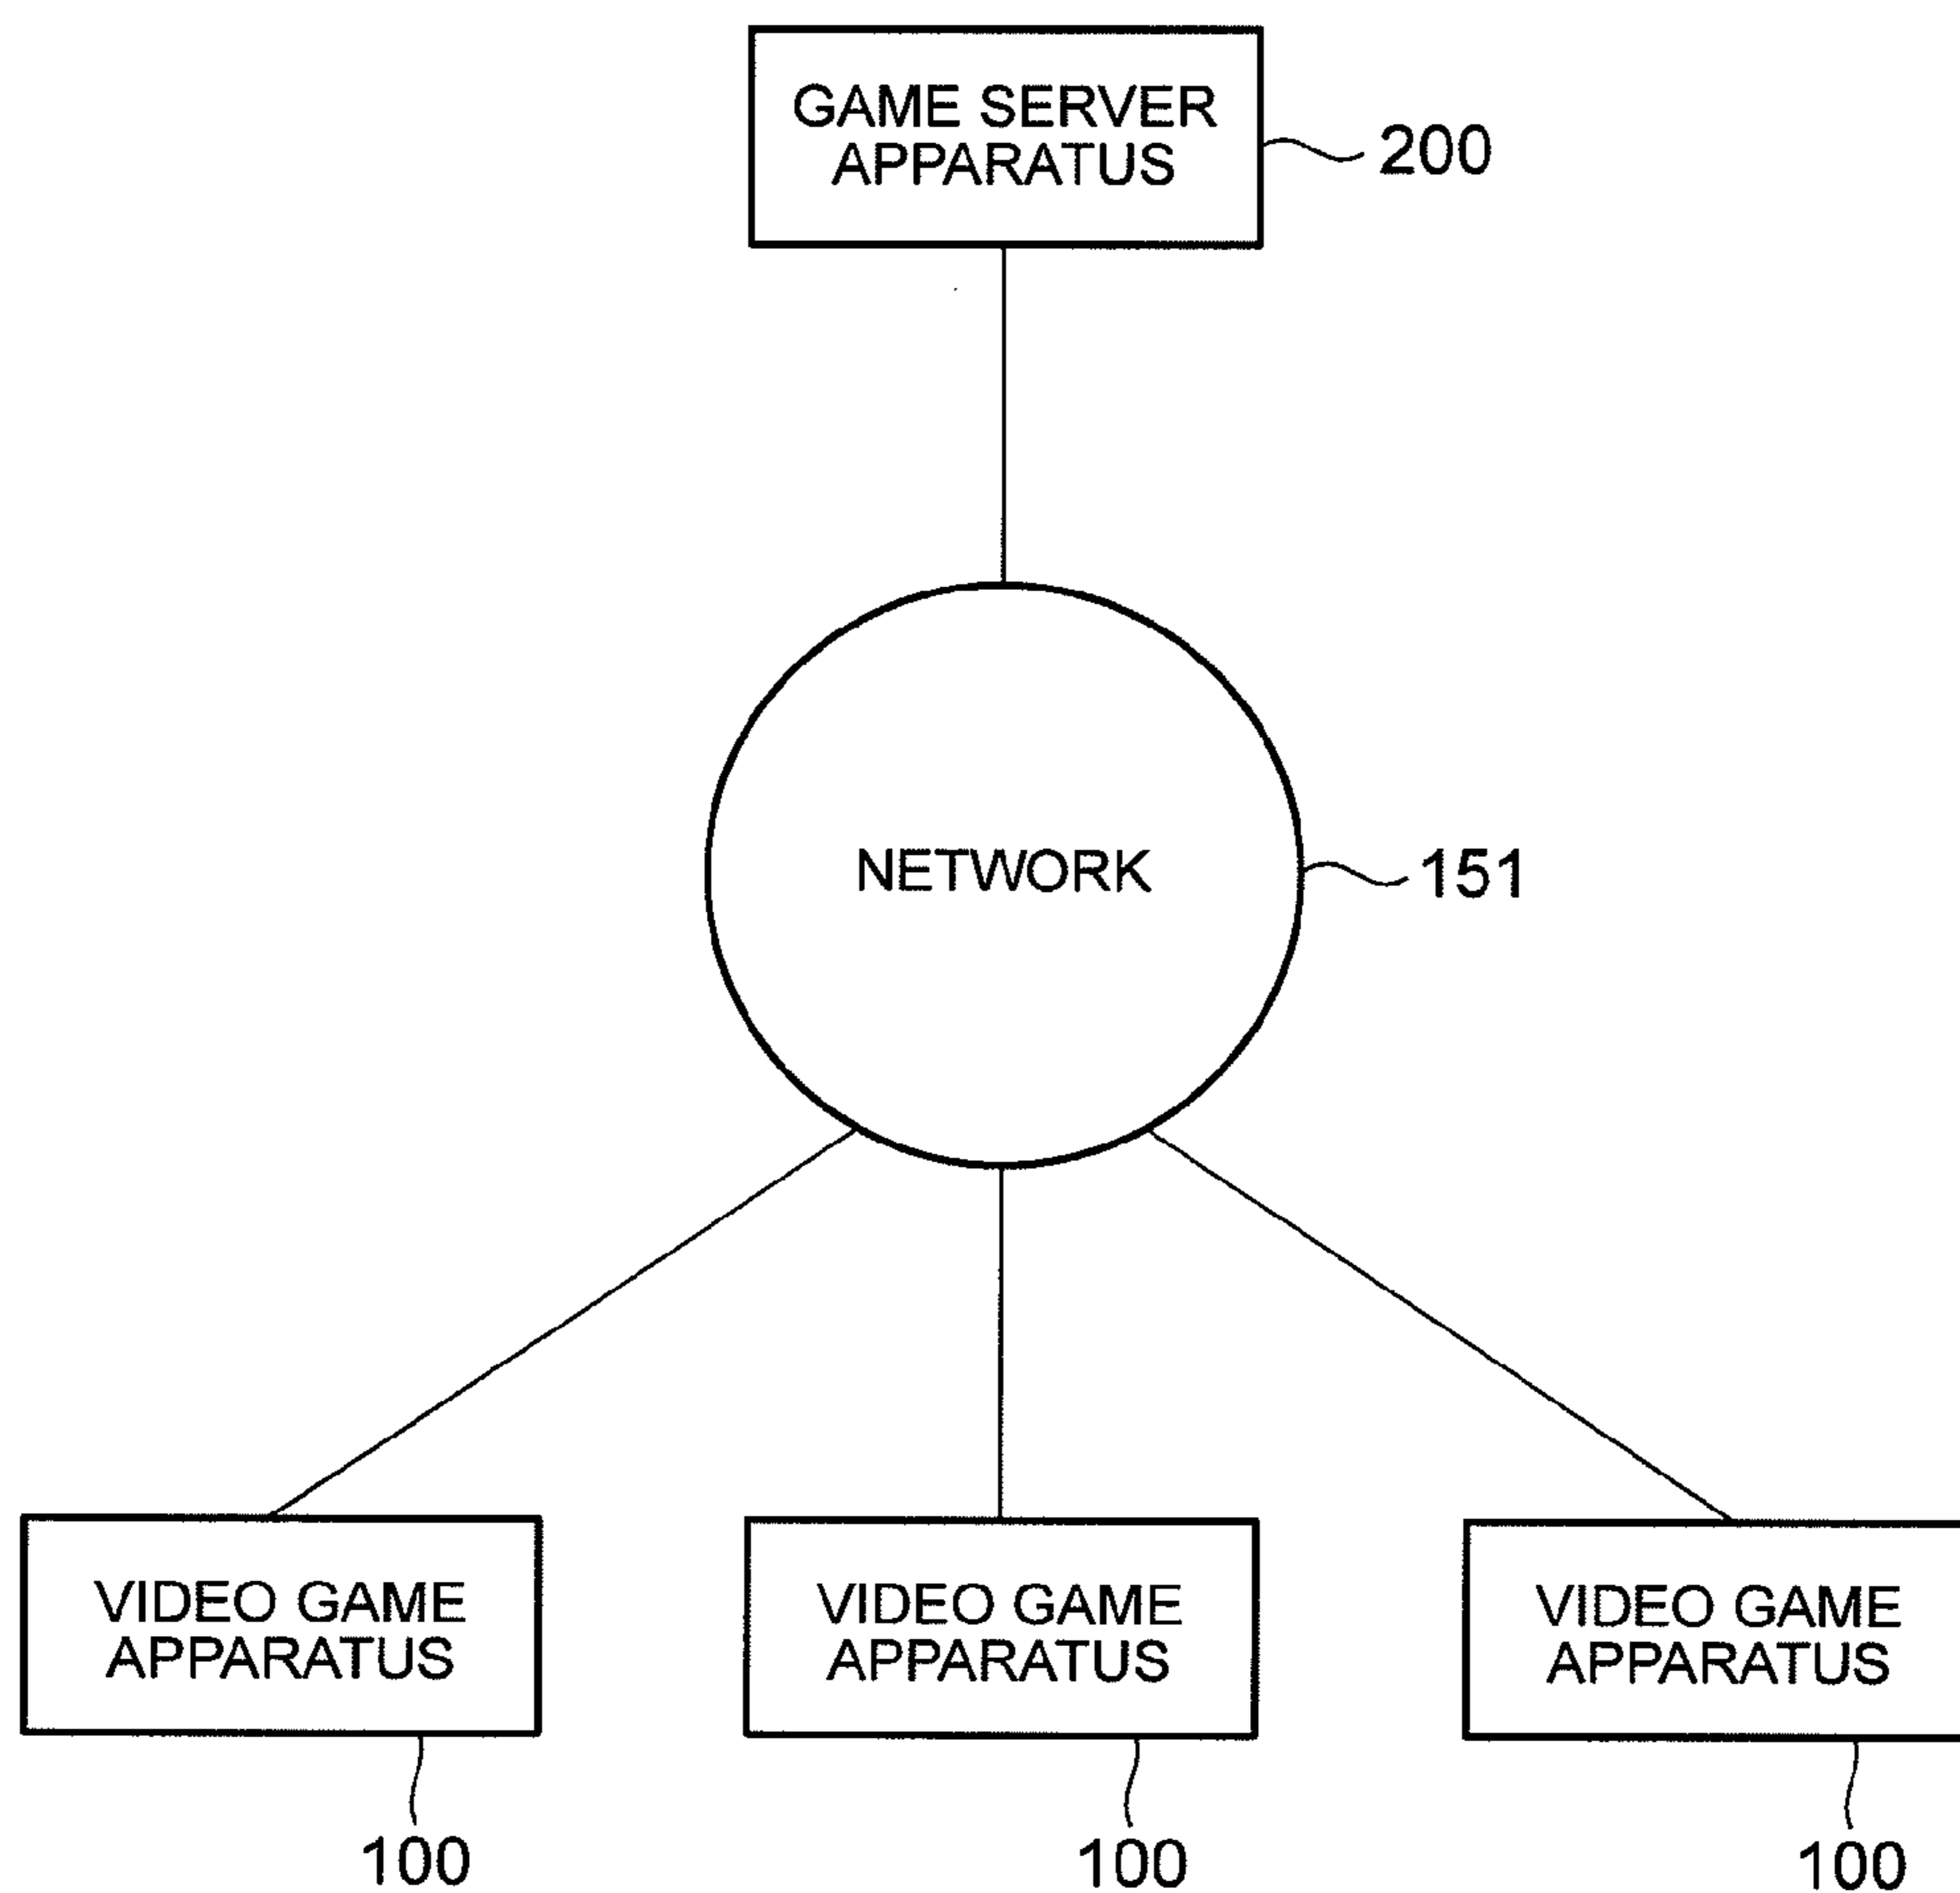 GAME SERVER
APPARATUS
200
NETWORK
151
VIDEO GAME
APPARATUS
100
VIDEO GAME
APPARATUS
100
VIDEO GAME
APPARATUS
100